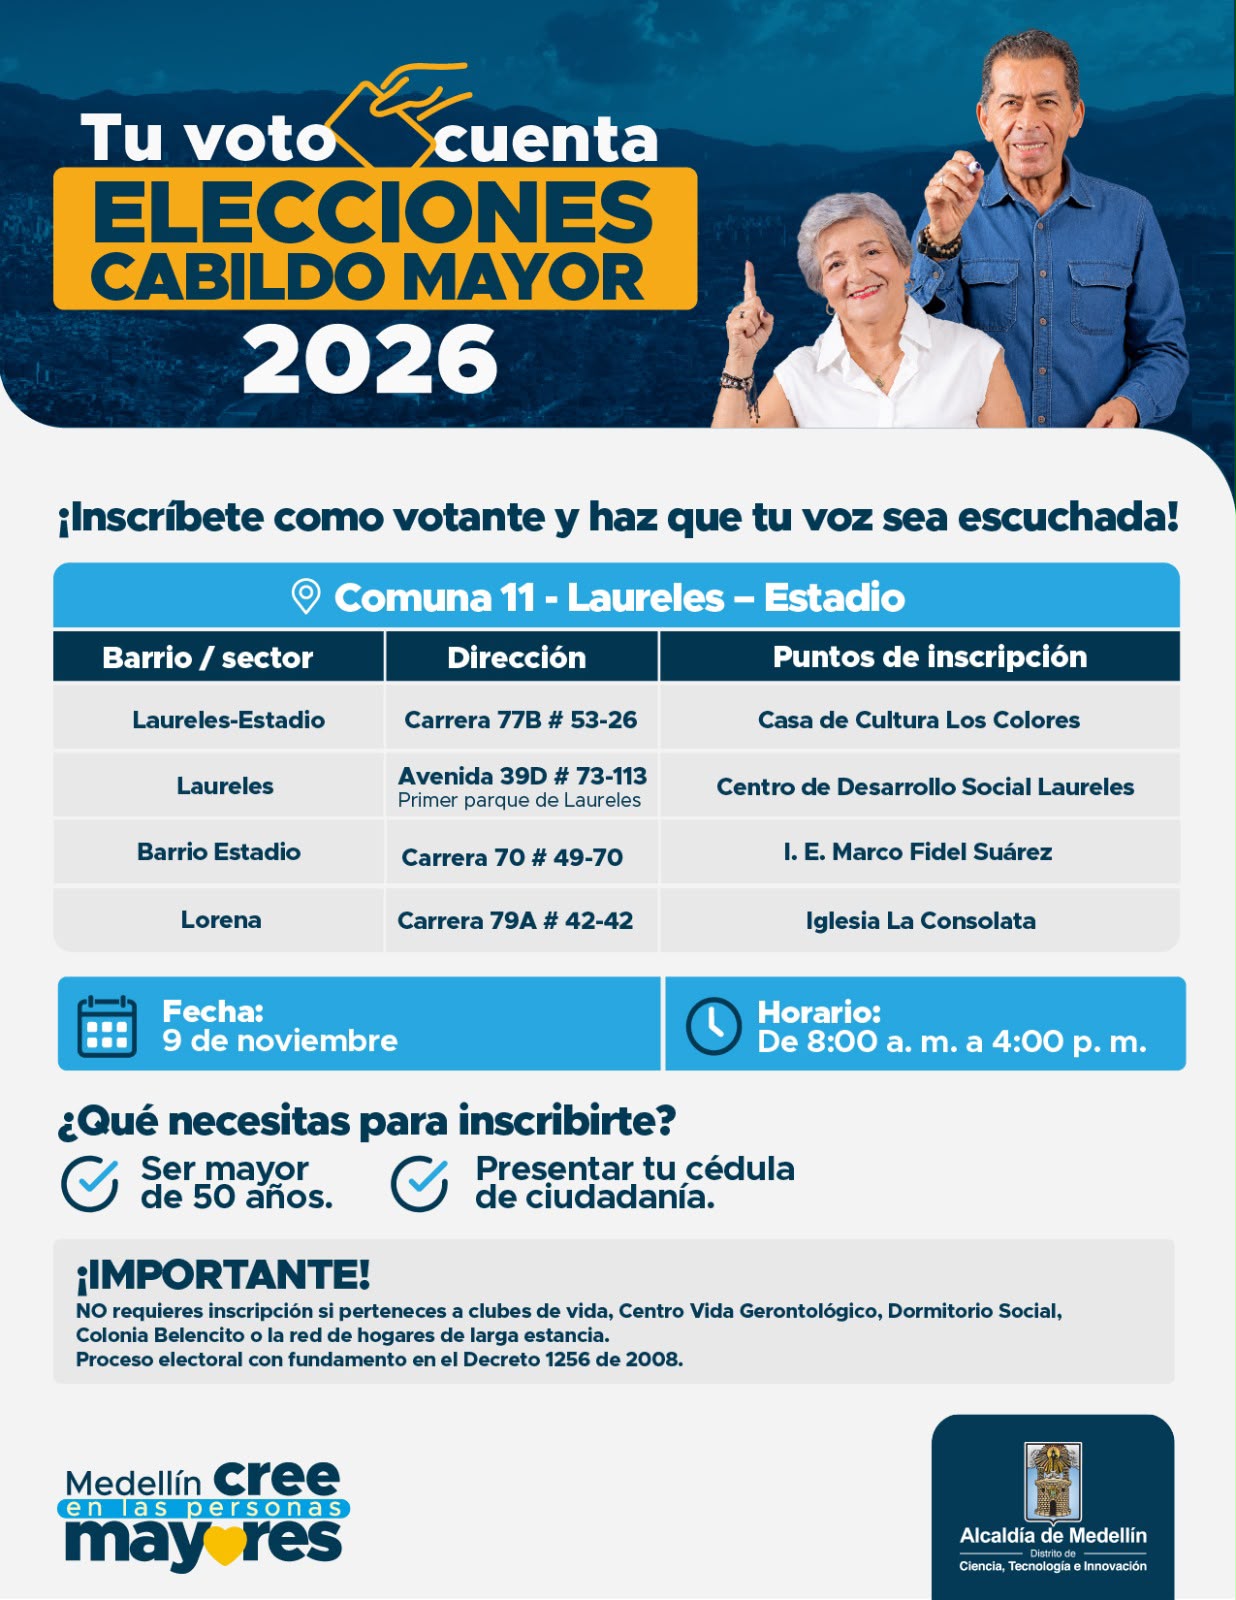 Tu voto cuenta
ELECCIONES
CABILDO MAYOR
2026
¡Inscríbete como votante y haz que tu voz sea escuchada!
Comuna 11 - Laureles – Estadio
Barrio / sector Dirección Puntos de inscripción
Laureles-Estadio Carrera 77B # 53-26 Casa de Cultura Los Colores
Laureles Avenida 39D # 73-113 Centro de Desarrollo Social Laureles
Primer parque de Laureles
Barrio Estadio Carrera 70 # 49-70 I. E. Marco Fidel Suárez
Lorena Carrera 79A # 42-42 Iglesia La Consolata
Fecha:
9 de noviembre
Horario:
De 8:00 a. m. a 4:00 p. m.
¿Qué necesitas para inscribirte?
Ser mayor
de 50 años.
Presentar tu cédula
de ciudadanía.
¡IMPORTANTE!
NO requieres inscripción si perteneces a clubes de vida, Centro Vida Gerontológico, Dormitorio Social,
Colonia Belencito o la red de hogares de larga estancia.
Proceso electoral con fundamento en el Decreto 1256 de 2008.
Medellín cree
en las personas
mayores
Alcaldía de Medellín
Distrito de
Ciencia, Tecnología e Innovación